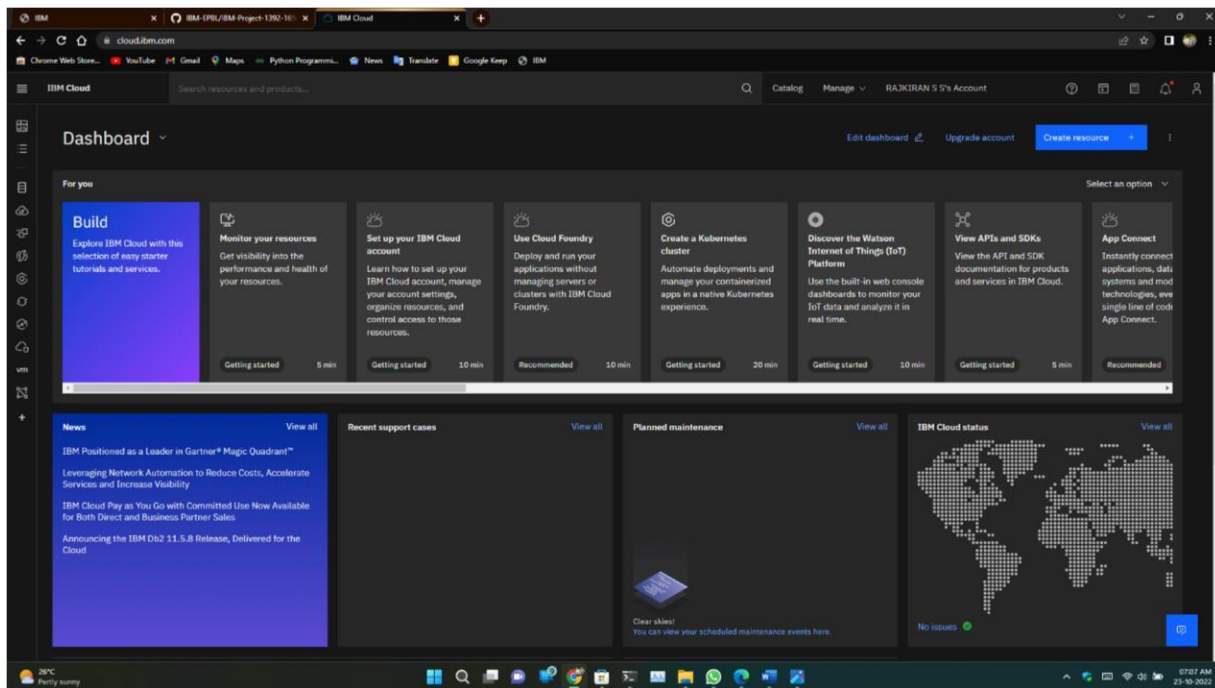 IBM
IBM-EPBL/IBM-Project-1392-165
IBM Cloud
cloud.ibm.com
Chrome Web Store...
YouTube
Gmail
Maps
Python Programmi...
News
Translate
Google Keep
IBM
IBM Cloud
Search resources and products...
Catalog
Manage
RAJKIRAN S S's Account
Dashboard
Edit dashboard
Upgrade account
Create resource +
For you
Select an option
Build
Explore IBM Cloud with this
selection of easy starter
tutorials and services.
Monitor your resources
Get visibility into the
performance and health of
your resources.
Getting started 5 min
Set up your IBM Cloud
account
Learn how to set up your
IBM Cloud account, manage
your account settings,
organize resources, and
control access to those
resources.
Getting started 10 min
Use Cloud Foundry
Deploy and run your
applications without
managing servers or
clusters with IBM Cloud
Foundry.
Recommended 10 min
Create a Kubernetes
cluster
Automate deployments and
manage your containerized
apps in a native Kubernetes
experience.
Getting started 20 min
Discover the Watson
Internet of Things (IoT)
Platform
Use the built-in web console
dashboards to monitor your
IoT data and analyze it in
real time.
Getting started 10 min
View APIs and SDKs
View the API and SDK
documentation for products
and services in IBM Cloud.
Getting started 5 min
App Connect
Instantly connect
applications, data
systems and mod
technologies, eve
single line of code
App Connect.
Recommended
vm
News View all
IBM Positioned as a Leader in Gartner® Magic Quadrant™
Leveraging Network Automation to Reduce Costs, Accelerate
Services and Increase Visibility
IBM Cloud Pay as You Go with Committed Use Now Available
for Both Direct and Business Partner Sales
Announcing the IBM Db2 11.5.8 Release, Delivered for the
Cloud
Recent support cases View all
Planned maintenance View all
Clear skies!
You can view your scheduled maintenance events here.
IBM Cloud status View all
No issues
26°C
Partly sunny
07:07 AM
23-10-2022